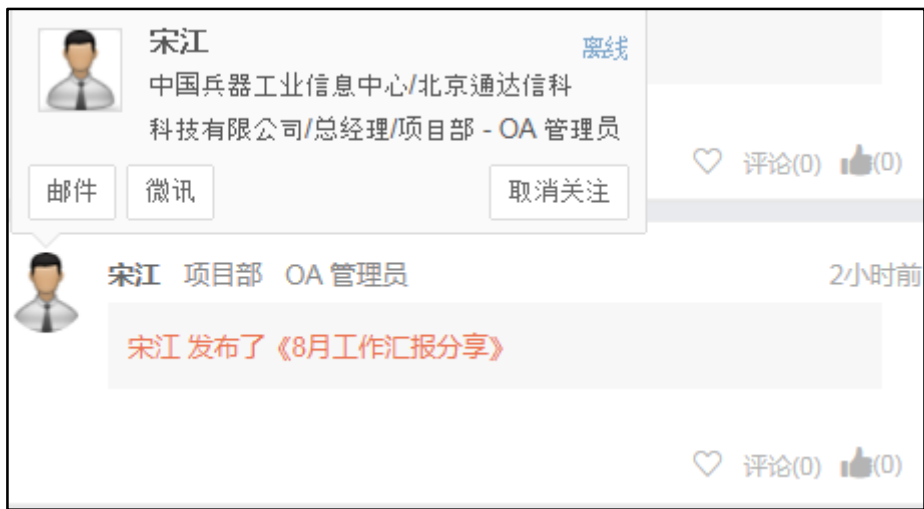 宋江 离线
中国兵器工业信息中心/北京通达信科
科技有限公司/总经理/项目部 - OA 管理员
评论(0) (0)
邮件 微讯 取消关注
宋江 项目部 OA 管理员 2小时前
宋江 发布了《8月工作汇报分享》
评论(0) (0)